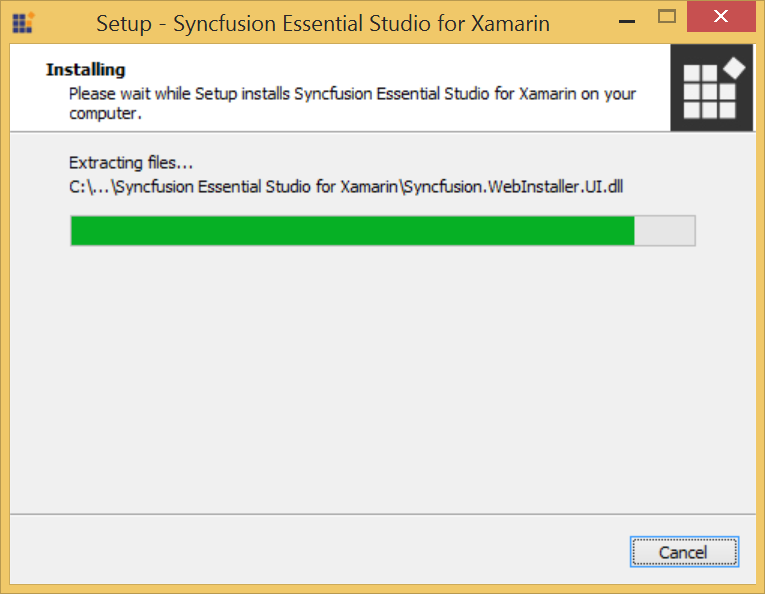 Setup - Syncfusion Essential Studio for Xamarin
Installing
Please wait while Setup installs Syncfusion Essential Studio for Xamarin on your
computer.
Extracting files...
C:\...\Syncfusion Essential Studio for Xamarin\Syncfusion.WebInstaller.UI.dll
Cancel